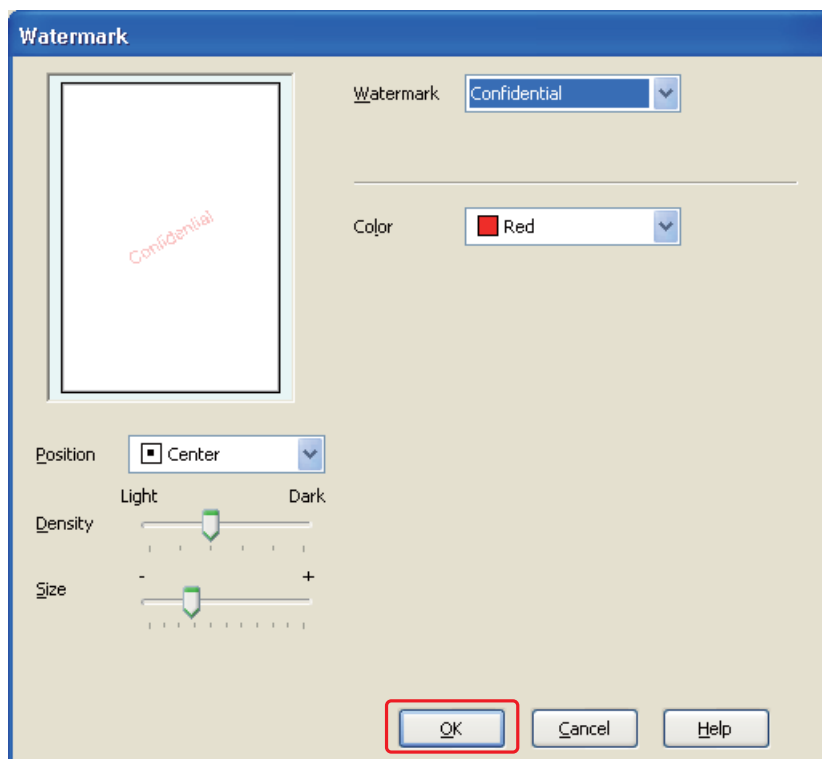 Watermark
Watermark Confidential
Confidential
Color Red
Position Center
Light Dark
Density
- +
Size
OK Cancel Help